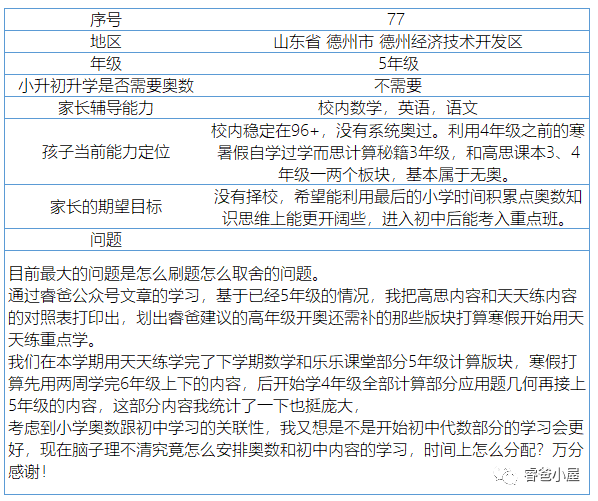 序号 77
地区 山东省 德州市 德州经济技术开发区
年级 5年级
小升初升学是否需要奥数 不需要
家长辅导能力 校内数学，英语，语文
校内稳定在96+，没有系统奥过。利用4年级之前的寒
孩子当前能力定位 暑假自学过学而思计算秘籍3年级，和高思课本3、4
年级一两个板块，基本属于无奥。
没有择校，希望能利用最后的小学时间积累点奥数知
家长的期望目标 识思维上能更开阔些，进入初中后能考入重点班。
问题
目前最大的问题是怎么刷题怎么取舍的问题。
通过睿爸公众号文章的学习，基于已经5年级的情况，我把高思内容和天天练内容
的对照表打印出，划出睿爸建议的高年级开奥还需补的那些版块打算寒假开始用天
天练重点学。
我们在本学期用天天练学完了下学期数学和乐乐课堂部分5年级计算版块，寒假打
算先用两周学完6年级上下的内容，后开始学4年级全部计算部分应用题几何再接上
5年级的内容，这部分内容我统计了一下也挺庞大，
考虑到小学奥数跟初中学习的关联性，我又想是不是开始初中代数部分的学习会更
好，现在脑子理不清究竟怎么安排奥数和初中内容的学习，时间上怎么分配？万分
感谢！
睿爸小屋